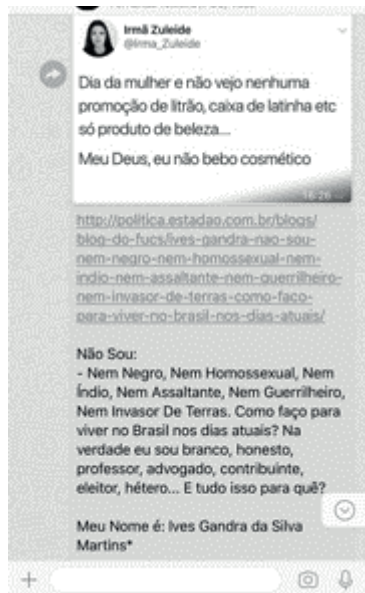 Irmã Zuleide
@Irma_Zuleide
Dia da mulher e não vejo nenhuma
promoção de litrão, caixa de latinha etc
só produto de beleza...
Meu Deus, eu não bebo cosmético
16:26
http://politica.estadao.com.br/blogs/
blog-do-fucs/ives-gandra-nao-sou-
nem-negro-nem-homossexual-nem-
indio-nem-assaltante-nem-guerrilheiro-
nem-invasor-de-terras-como-faco-
para-viver-no-brasil-nos-dias-atuais/
Não Sou:
- Nem Negro, Nem Homossexual, Nem
Índio, Nem Assaltante, Nem Guerrilheiro,
Nem Invasor De Terras. Como faço para
viver no Brasil nos dias atuais? Na
verdade eu sou branco, honesto,
professor, advogado, contribuinte,
eleitor, hétero... E tudo isso para quê?
Meu Nome é: Ives Gandra da Silva
Martins*